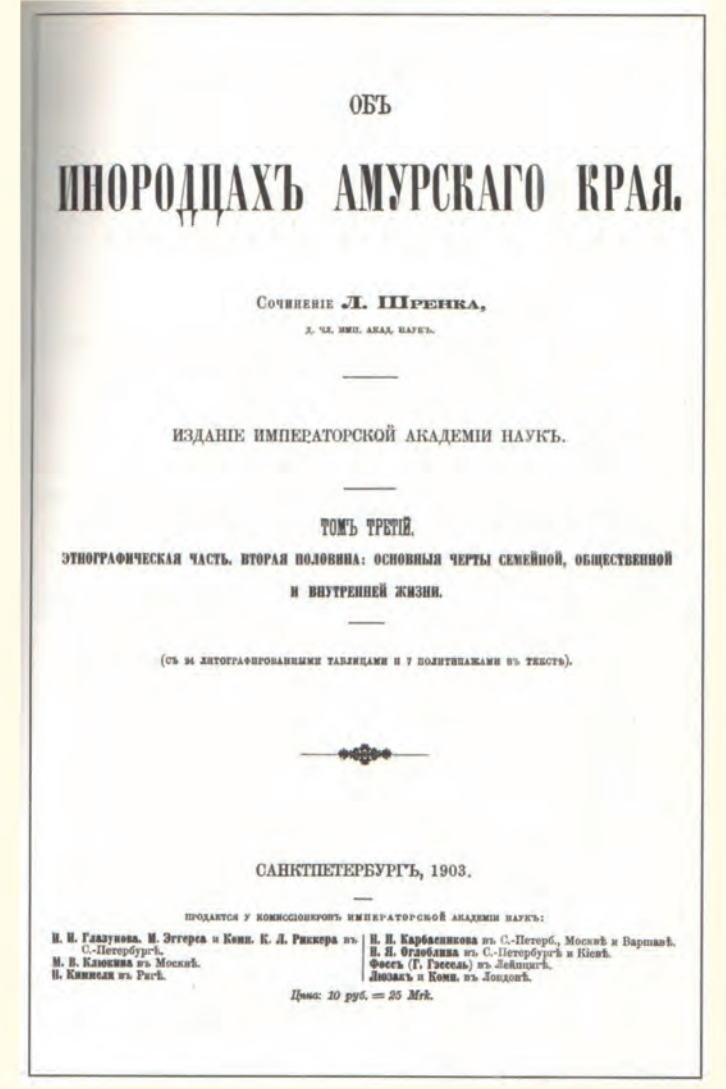 ОБЪ
ИНОРОДЦАХЪ АМУРСКАГО КРАЯ.
Сочиненіе Л. Шренка,
д. чл. имп. акад. наукъ.
ИЗДАНІЕ ИМПЕРАТОРСКОЙ АКАДЕМІИ НАУКЪ.
ТОМЪ ТРЕТІЙ.
ЭТНОГРАФИЧЕСКАЯ ЧАСТЬ. ВТОРАЯ ПОЛОВИНА: ОСНОВНЫЯ ЧЕРТЫ СЕМЕЙНОЙ, ОБЩЕСТВЕННОЙ
И ВНУТРЕННЕЙ ЖИЗНИ.
(СЪ 24 ЛИТОГРАФИРОВАННЫМИ ТАБЛИЦАМИ И 7 ПОЛИТИПАЖАМИ ВЪ ТЕКСТѢ).
САНКТПЕТЕРБУРГЪ, 1903.
ПРОДАЕТСЯ У КОМИССІОНЕРОВЪ ИМПЕРАТОРСКОЙ АКАДЕМІИ НАУКЪ:
И. И. Глазунова, М. Эггерса и Комп. К. Л. Риккера въ
С.-Петербургѣ.
М. В. Клюкина въ Москвѣ.
Н. Киммеля въ Ригѣ.
Н. П. Карбасникова въ С.-Петерб., Москвѣ и Варшавѣ.
Н. Я. Оглоблина въ С.-Петербургѣ и Кіевѣ.
Фоссъ (Г. Гэссель) въ Лейпцигѣ.
Люзакъ и Комп. въ Лондонѣ.
Цѣна: 10 руб. = 25 Mrk.